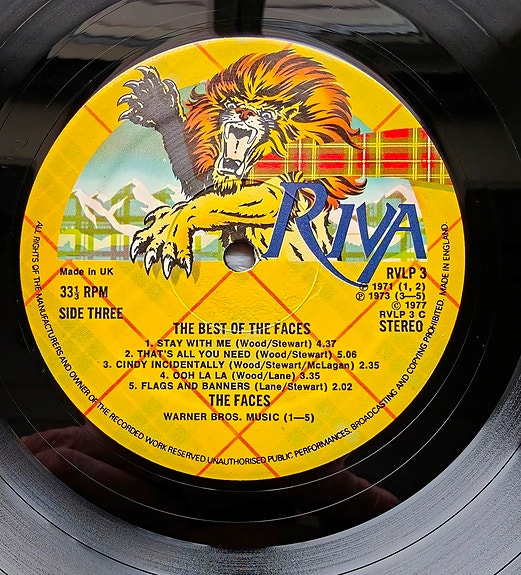 RIVA
Made in UK
33⅓ RPM
SIDE THREE
RVLP 3
℗ 1971 (1, 2)
℗ 1973 (3—5)
© 1977
RVLP 3 C
STEREO
THE BEST OF THE FACES
1. STAY WITH ME (Wood/Stewart) 4.37
2. THAT'S ALL YOU NEED (Wood/Stewart) 5.06
3. CINDY INCIDENTALLY (Wood/Stewart/McLagan) 2.35
4. OOH LA LA (Wood/Lane) 3.35
5. FLAGS AND BANNERS (Lane/Stewart) 2.02
THE FACES
WARNER BROS. MUSIC (1—5)
ALL RIGHTS OF THE MANUFACTURERS AND OWNER OF THE RECORDED WORK RESERVED. UNAUTHORISED PUBLIC PERFORMANCES, BROADCASTING AND COPYING PROHIBITED. MADE IN ENGLAND